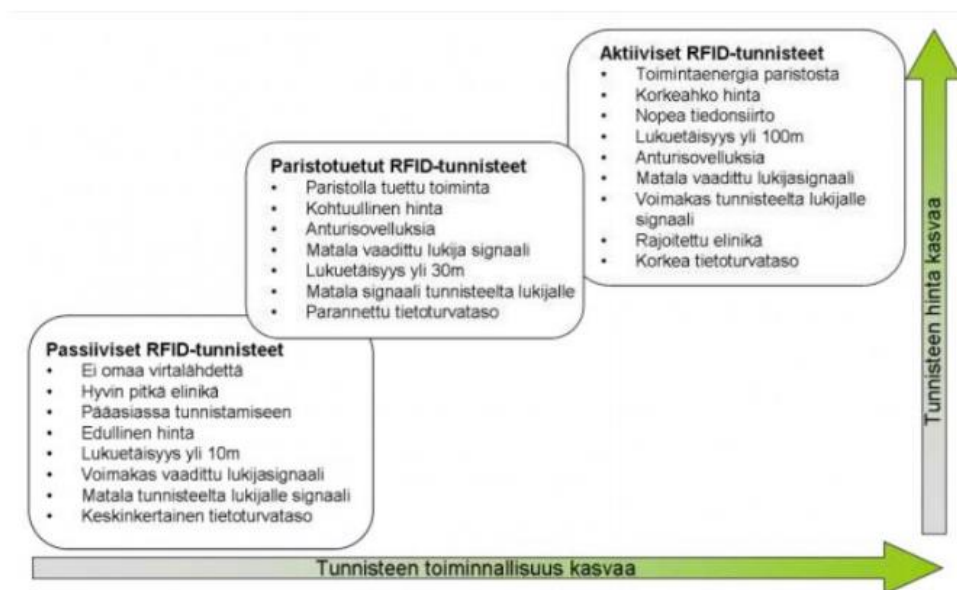 Aktiiviset RFID-tunnisteet
• Toimintaenergia paristosta
• Korkeahko hinta
• Nopea tiedonsiirto
• Lukuetäisyys yli 100m
• Anturisovelluksia
• Matala vaadittu lukijasignaali
• Voimakas tunnisteelta lukijalle
signaali
• Rajoitettu elinikä
• Korkea tietoturvataso
Paristotuetut RFID-tunnisteet
• Paristolla tuettu toiminta
• Kohtuullinen hinta
• Anturisovelluksia
• Matala vaadittu lukija signaali
• Lukuetäisyys yli 30m
• Matala signaali tunnisteelta lukijalle
• Parannettu tietoturvataso
Passiiviset RFID-tunnisteet
• Ei omaa virtalähdettä
• Hyvin pitkä elinikä
• Pääasiassa tunnistamiseen
• Edullinen hinta
• Lukuetäisyys yli 10m
• Voimakas vaadittu lukijasignaali
• Matala tunnisteelta lukijalle signaali
• Keskinkertainen tietoturvataso
Tunnisteen hinta kasvaa
Tunnisteen toiminnallisuus kasvaa